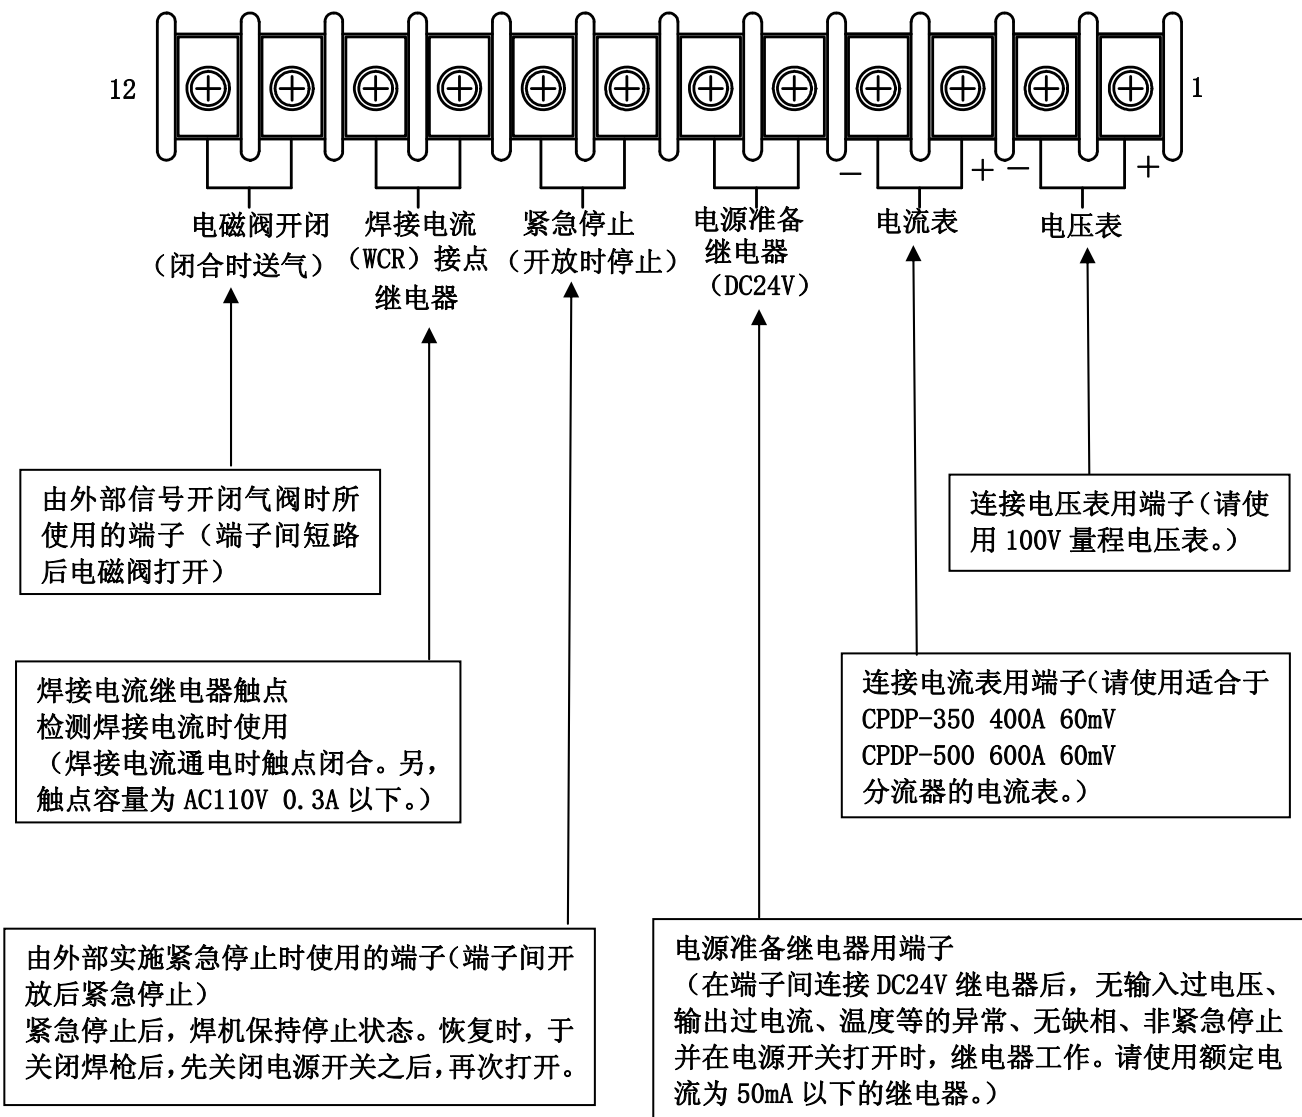 12
1
－
＋
－
＋
电磁阀开闭
（闭合时送气）
焊接电流
（WCR）接点
继电器
紧急停止
（开放时停止）
电源准备
继电器
（DC24V）
电流表
电压表
由外部信号开闭气阀时所
使用的端子（端子间短路
后电磁阀打开）
连接电压表用端子（请使
用 100V 量程电压表。）
焊接电流继电器触点
检测焊接电流时使用
（焊接电流通电时触点闭合。另，
触点容量为 AC110V 0.3A 以下。）
连接电流表用端子（请使用适合于
CPDP-350 400A 60mV
CPDP-500 600A 60mV
分流器的电流表。）
由外部实施紧急停止时使用的端子（端子间开
放后紧急停止）
紧急停止后，焊机保持停止状态。恢复时，于
关闭焊枪后，先关闭电源开关之后，再次打开。
电源准备继电器用端子
（在端子间连接 DC24V 继电器后，无输入过电压、
输出过电流、温度等的异常、无缺相、非紧急停止
并在电源开关打开时，继电器工作。请使用额定电
流为 50mA 以下的继电器。）